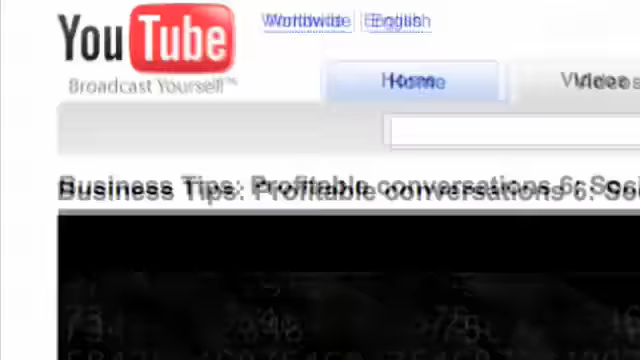 YouTube Worldwide English
Broadcast Yourself™
Home Videos
Business Tips: Profitable conversations 6: